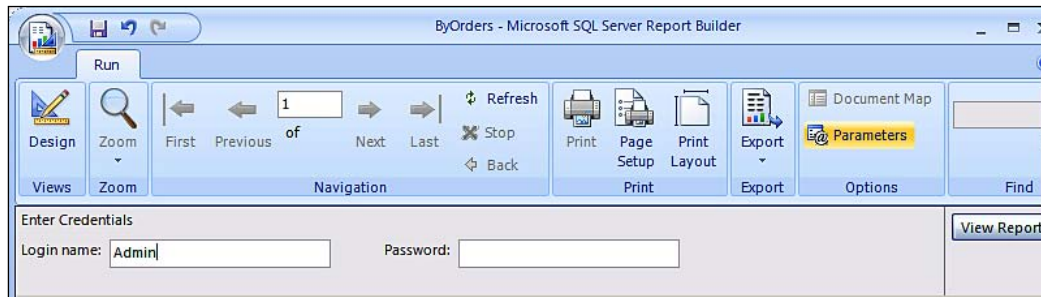 ByOrders - Microsoft SQL Server Report Builder
Run
Design
Zoom
First
Previous
1
of
Next
Last
Refresh
Stop
Back
Print
Page Setup
Print Layout
Export
Document Map
Parameters
Views
Zoom
Navigation
Print
Export
Options
Find
Enter Credentials
Login name: Admin
Password:
View Report